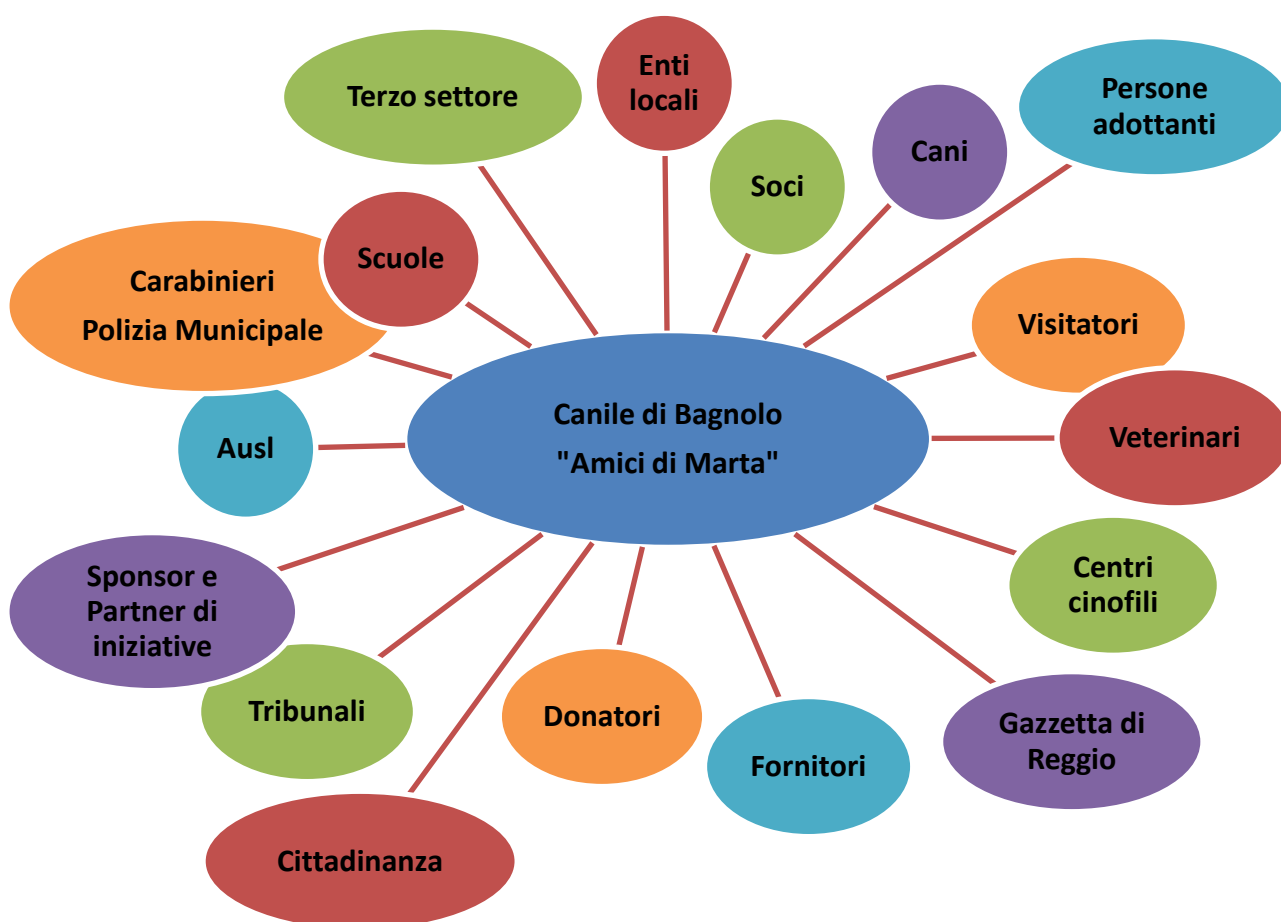 Enti
locali
Terzo settore
Persone
adottanti
Cani
Soci
Scuole
Carabinieri
Polizia Municipale
Visitatori
Canile di Bagnolo
"Amici di Marta"
Veterinari
Ausl
Centri
cinofili
Sponsor e
Partner di
iniziative
Tribunali
Donatori
Gazzetta di
Reggio
Fornitori
Cittadinanza